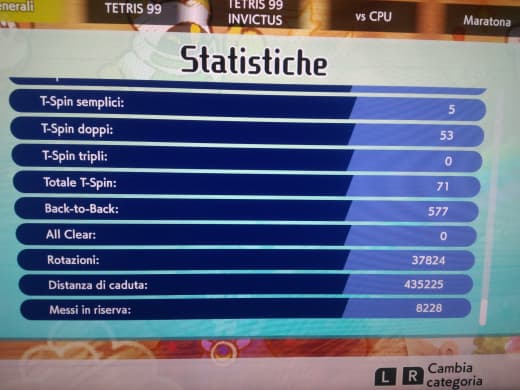 enerali
TETRIS 99
TETRIS 99
INVICTUS
vs CPU
Maratona
Statistiche
T-Spin semplici: 5
T-Spin doppi: 53
T-Spin tripli: 0
Totale T-Spin: 71
Back-to-Back: 577
All Clear: 0
Rotazioni: 37824
Distanza di caduta: 435225
Messi in riserva: 8228
L R Cambia
categoria